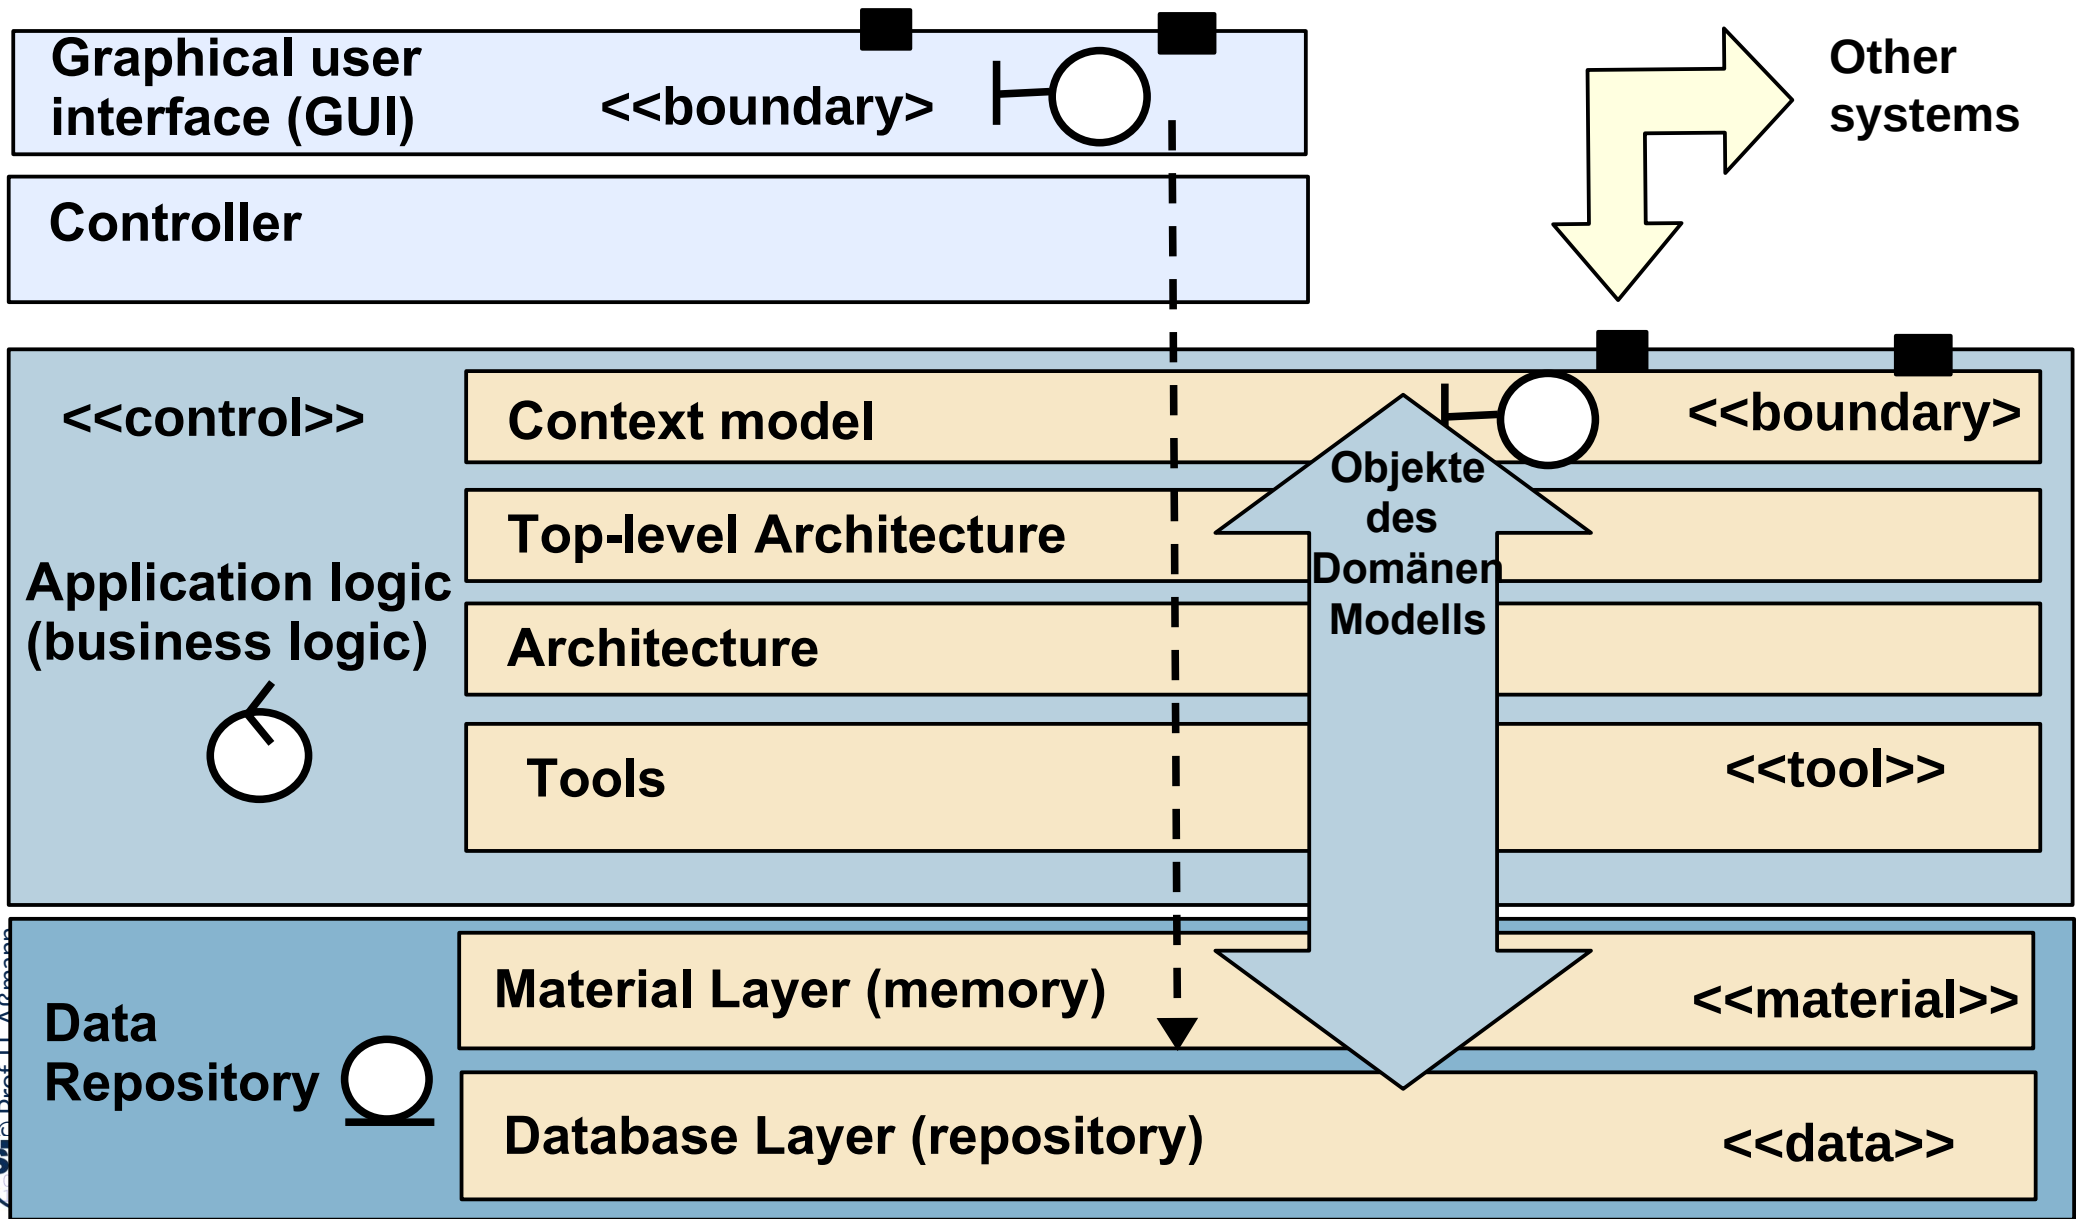 Graphical user
interface (GUI)
<<boundary>
Other
systems
Controller
<<control>>
Context model
<<boundary>
Objekte
des
Domänen
Modells
Top-level Architecture
Application logic
(business logic)
Architecture
Tools
<<tool>>
Data
Repository
Material Layer (memory)
<<material>>
Database Layer (repository)
<<data>>